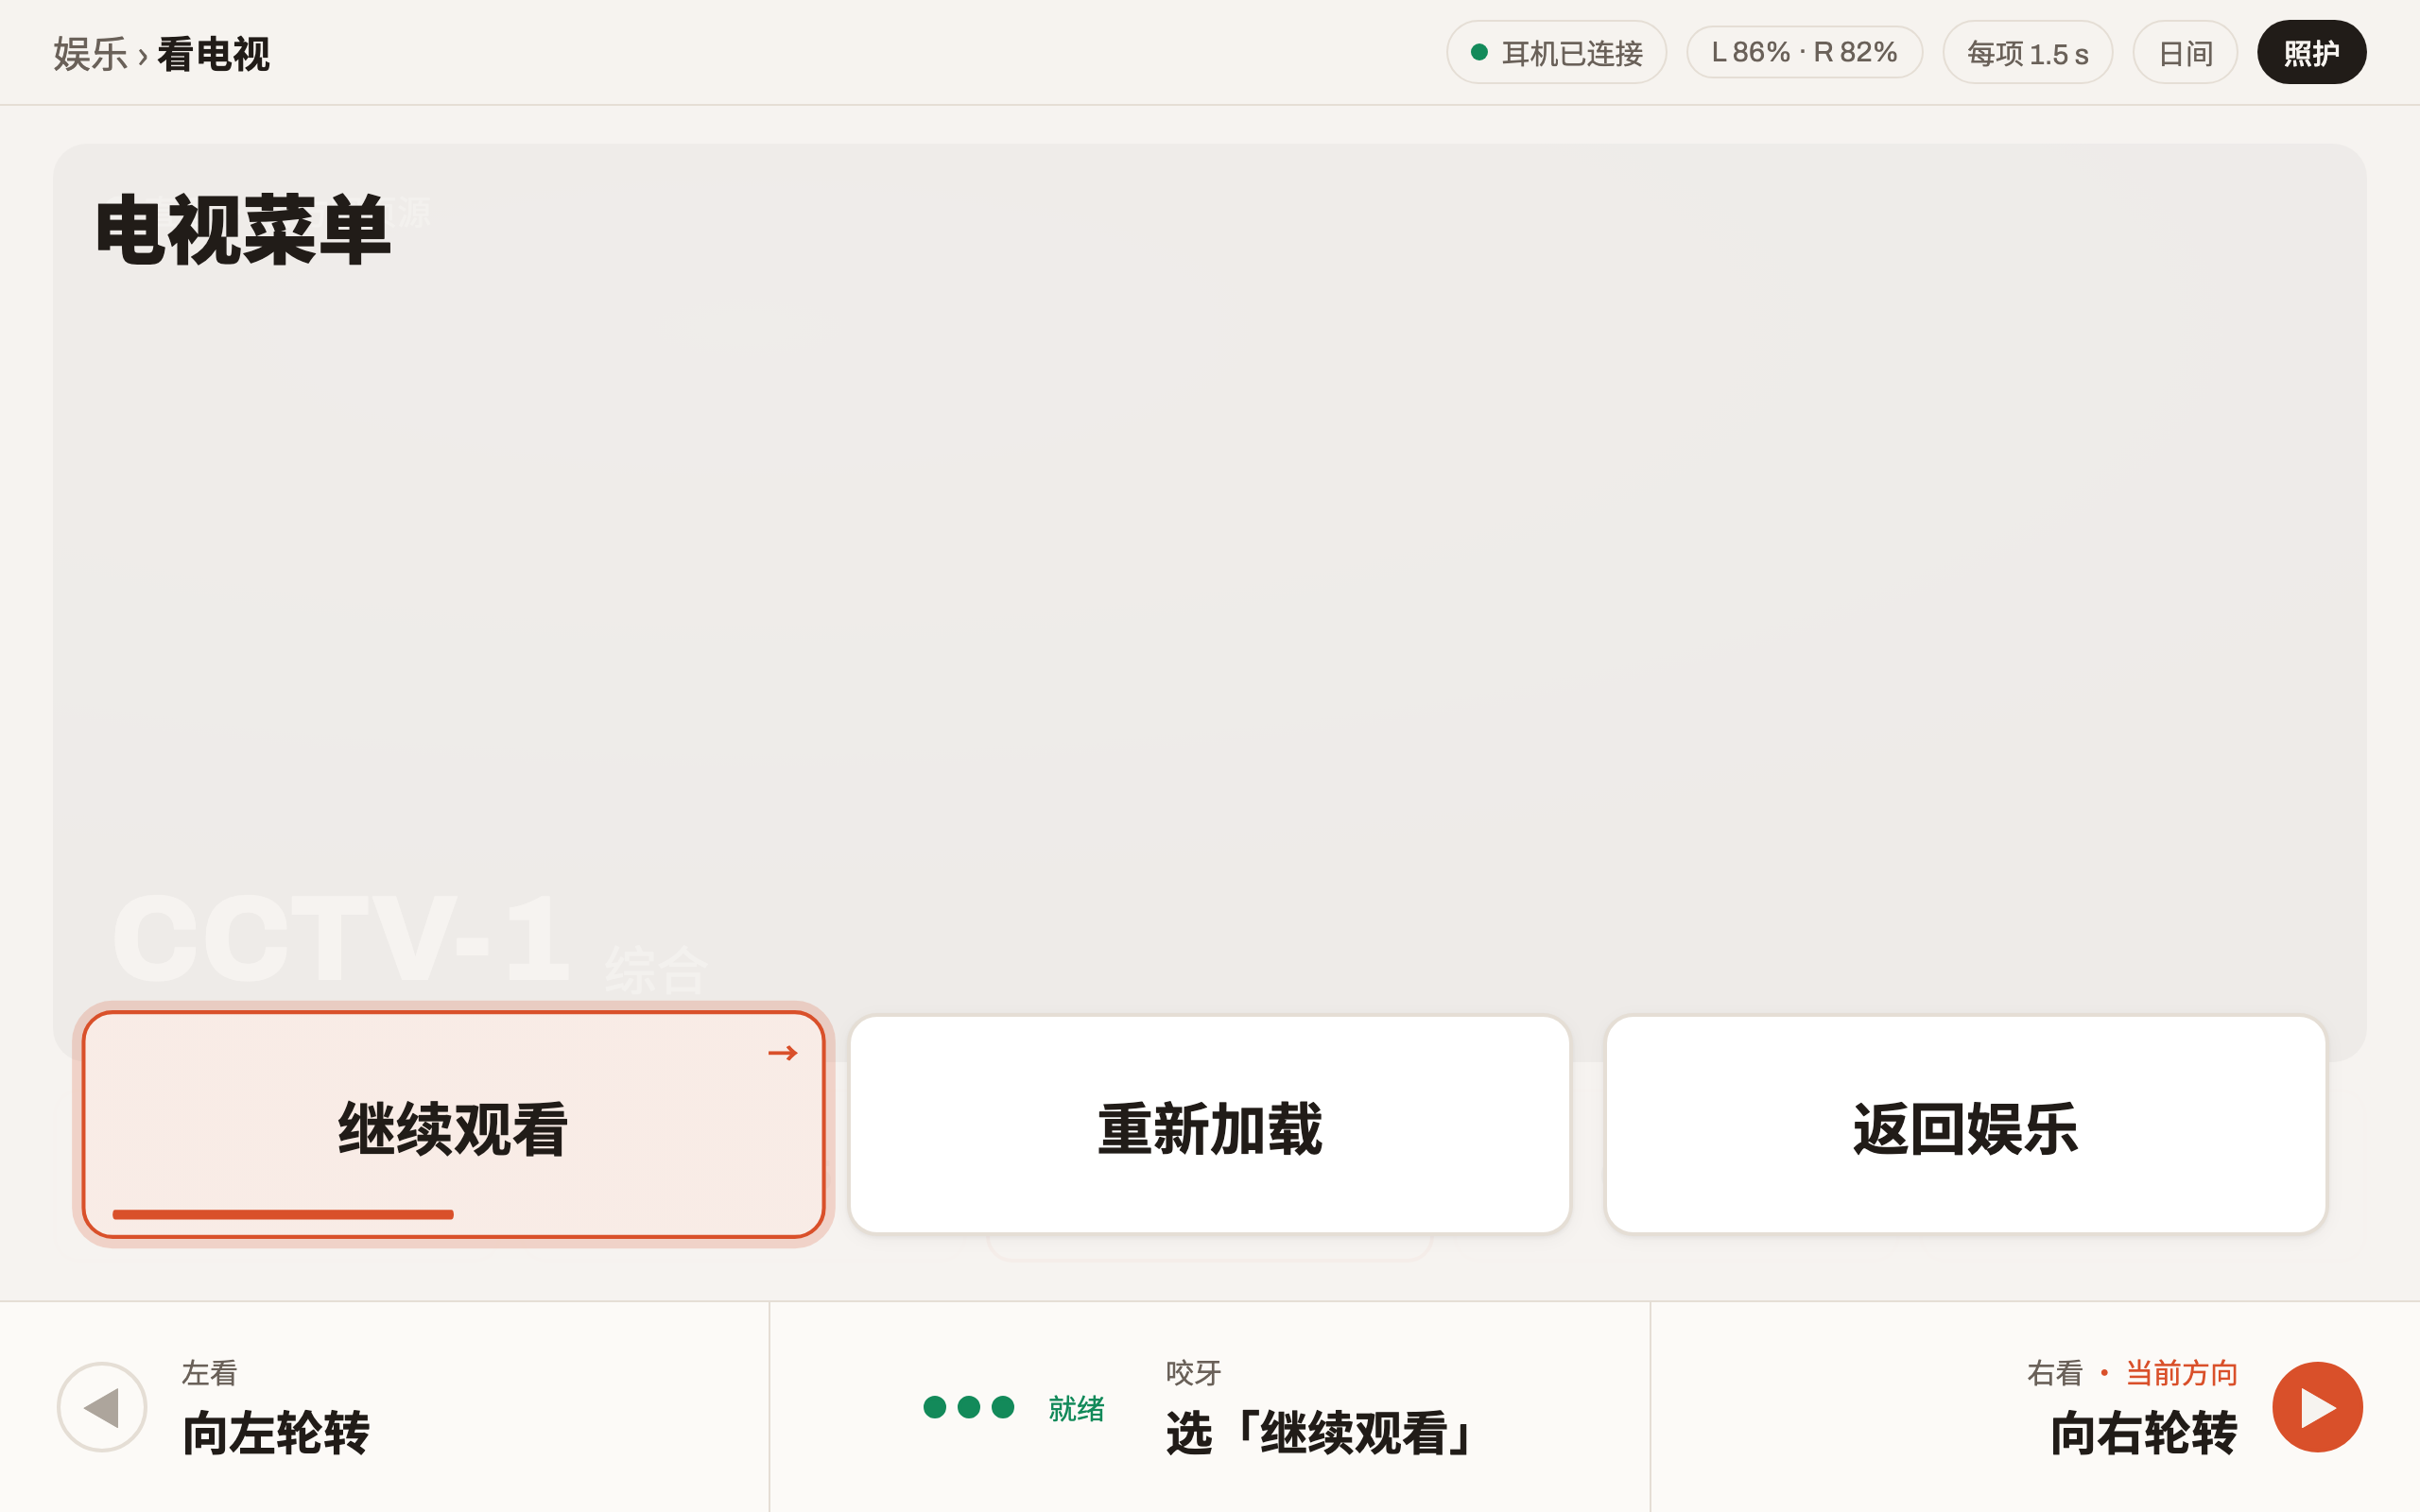 娱乐 › 看电视
耳机已连接
L 86% · R 82%
每项 1.5 s
日间
照护
电视菜单
源
CCTV-1 综合
继续观看 →
重新加载
返回娱乐
左看
向左轮转
就绪
咬牙
选「继续观看」
右看 · 当前方向
向右轮转